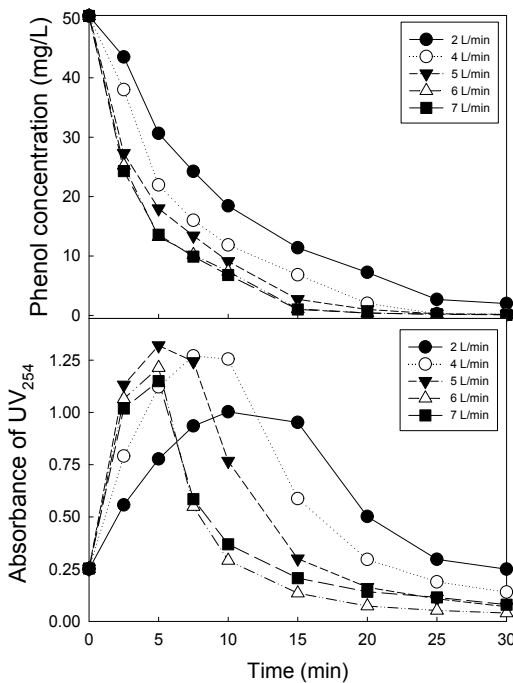 Phenol concentration (mg/L)
50
40
30
20
10
0
2 L/min
4 L/min
5 L/min
6 L/min
7 L/min
Absorbance of UV254
1.25
1.00
0.75
0.50
0.25
0.00
2 L/min
4 L/min
5 L/min
6 L/min
7 L/min
0 5 10 15 20 25 30
Time (min)